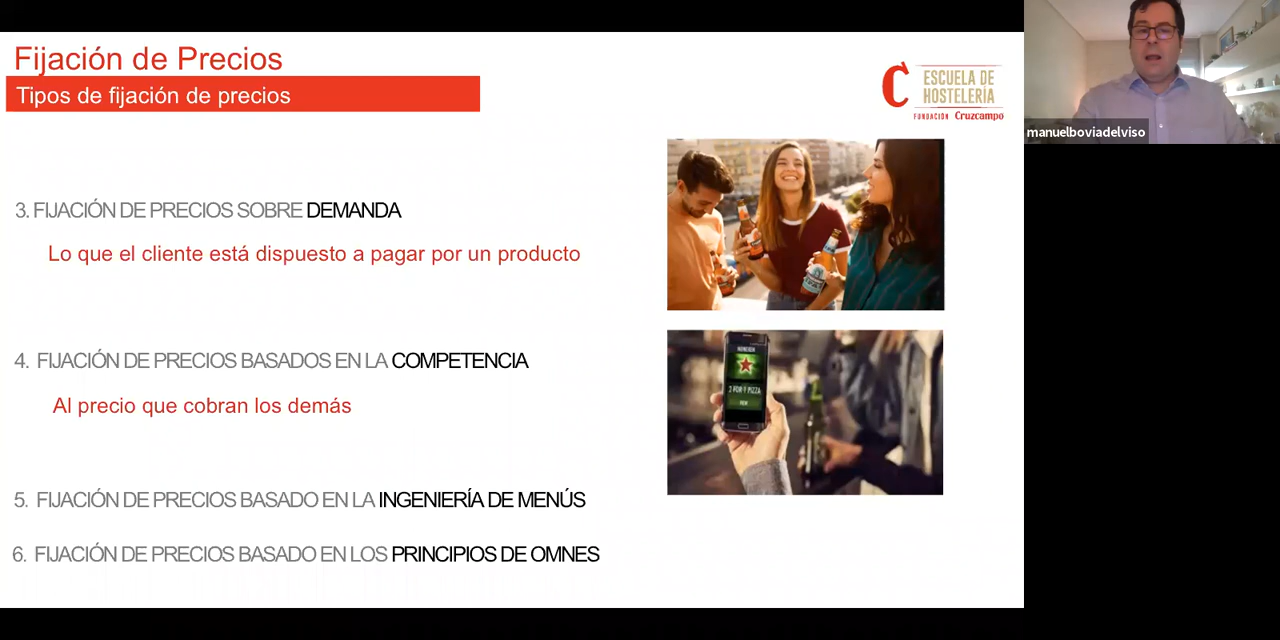 Fijación de Precios
Tipos de fijación de precios
ESCUELA DE
HOSTELERÍA
FUNDACIÓN Cruzcampo
manuelboviadelviso
3. FIJACIÓN DE PRECIOS SOBRE DEMANDA
Lo que el cliente está dispuesto a pagar por un producto
4. FIJACIÓN DE PRECIOS BASADOS EN LA COMPETENCIA
Al precio que cobran los demás
5. FIJACIÓN DE PRECIOS BASADO EN LA INGENIERÍA DE MENÚS
6. FIJACIÓN DE PRECIOS BASADO EN LOS PRINCIPIOS DE OMNES